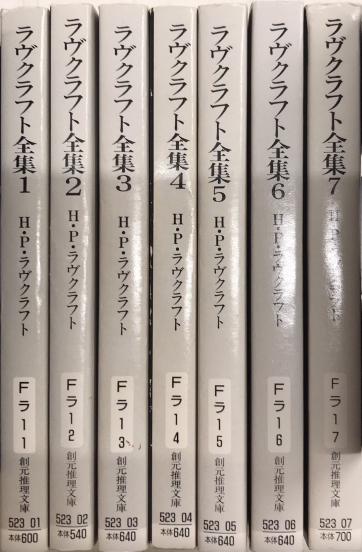 ラヴクラフト全集1
H・P・ラヴクラフト
Fラ11
創元推理文庫
523 01
本体600
ラヴクラフト全集2
H・P・ラヴクラフト
Fラ12
創元推理文庫
523 02
本体540
ラヴクラフト全集3
H・P・ラヴクラフト
Fラ13
創元推理文庫
523 03
本体640
ラヴクラフト全集4
H・P・ラヴクラフト
Fラ14
創元推理文庫
523 04
本体640
ラヴクラフト全集5
H・P・ラヴクラフト
Fラ15
創元推理文庫
523 05
本体640
ラヴクラフト全集6
H・P・ラヴクラフト
Fラ16
創元推理文庫
523 06
本体640
ラヴクラフト全集7
H・P・ラヴクラフト
Fラ17
創元推理文庫
523 07
本体700